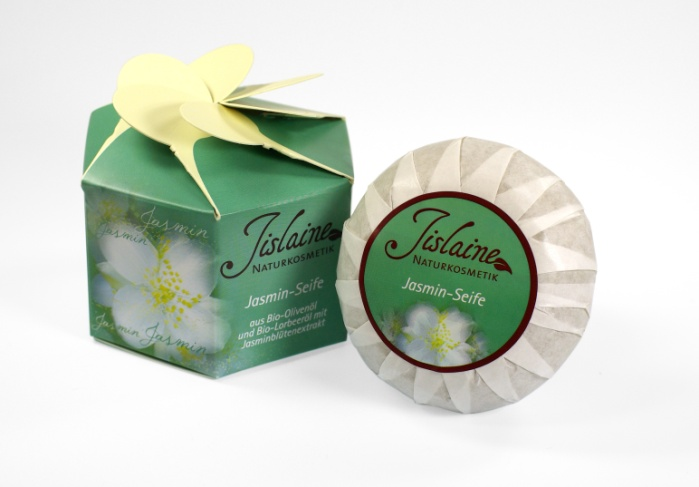 Jasmin
Jasmin
Jasmin Jasmin
Jislaine
NATURKOSMETIK
Jasmin-Seife
aus Bio-Olivenöl
und Bio-Lorbeeröl mit
Jasminblütenextrakt
Jislaine
NATURKOSMETIK
Jasmin-Seife